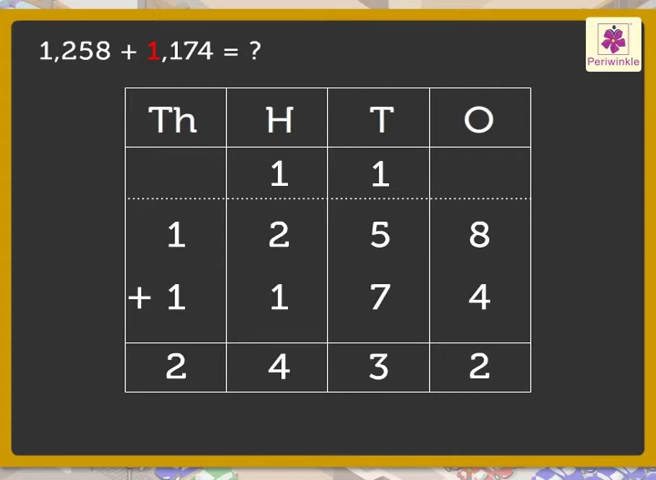 1,258 + 1,174 = ?
Periwinkle
Th H T O
1 1
1 2 5 8
+ 1 1 7 4
2 4 3 2